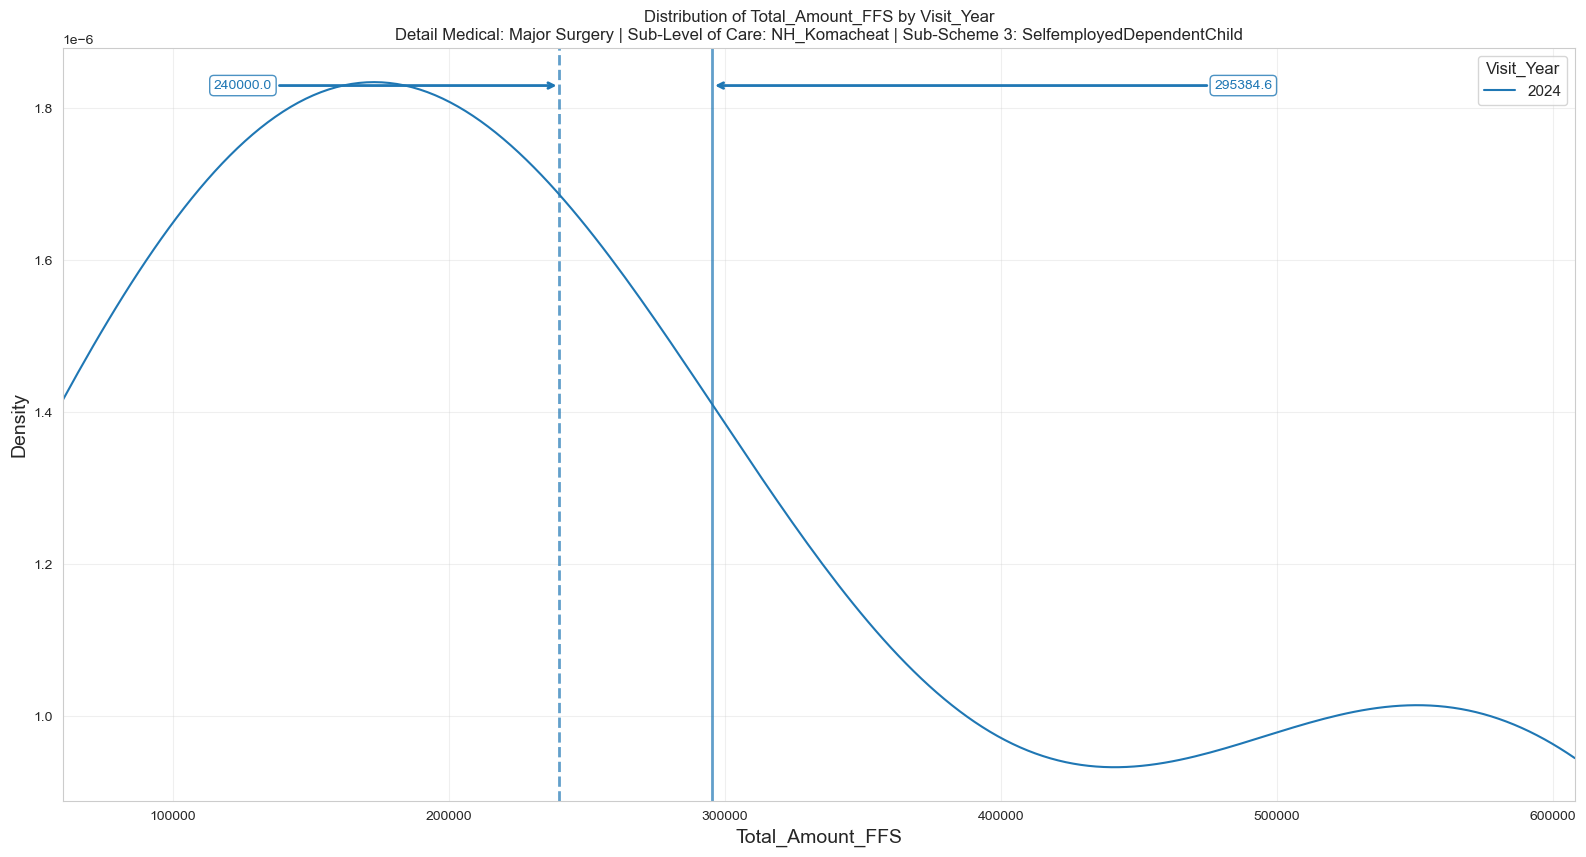 Distribution of Total_Amount_FFS by Visit_Year
Detail Medical: Major Surgery | Sub-Level of Care: NH_Komacheat | Sub-Scheme 3: SelfemployedDependentChild
1e−6
240000.0
295384.6
Visit_Year
2024
1.8
1.6
1.4
1.2
1.0
Density
100000
200000
300000
400000
500000
600000
Total_Amount_FFS